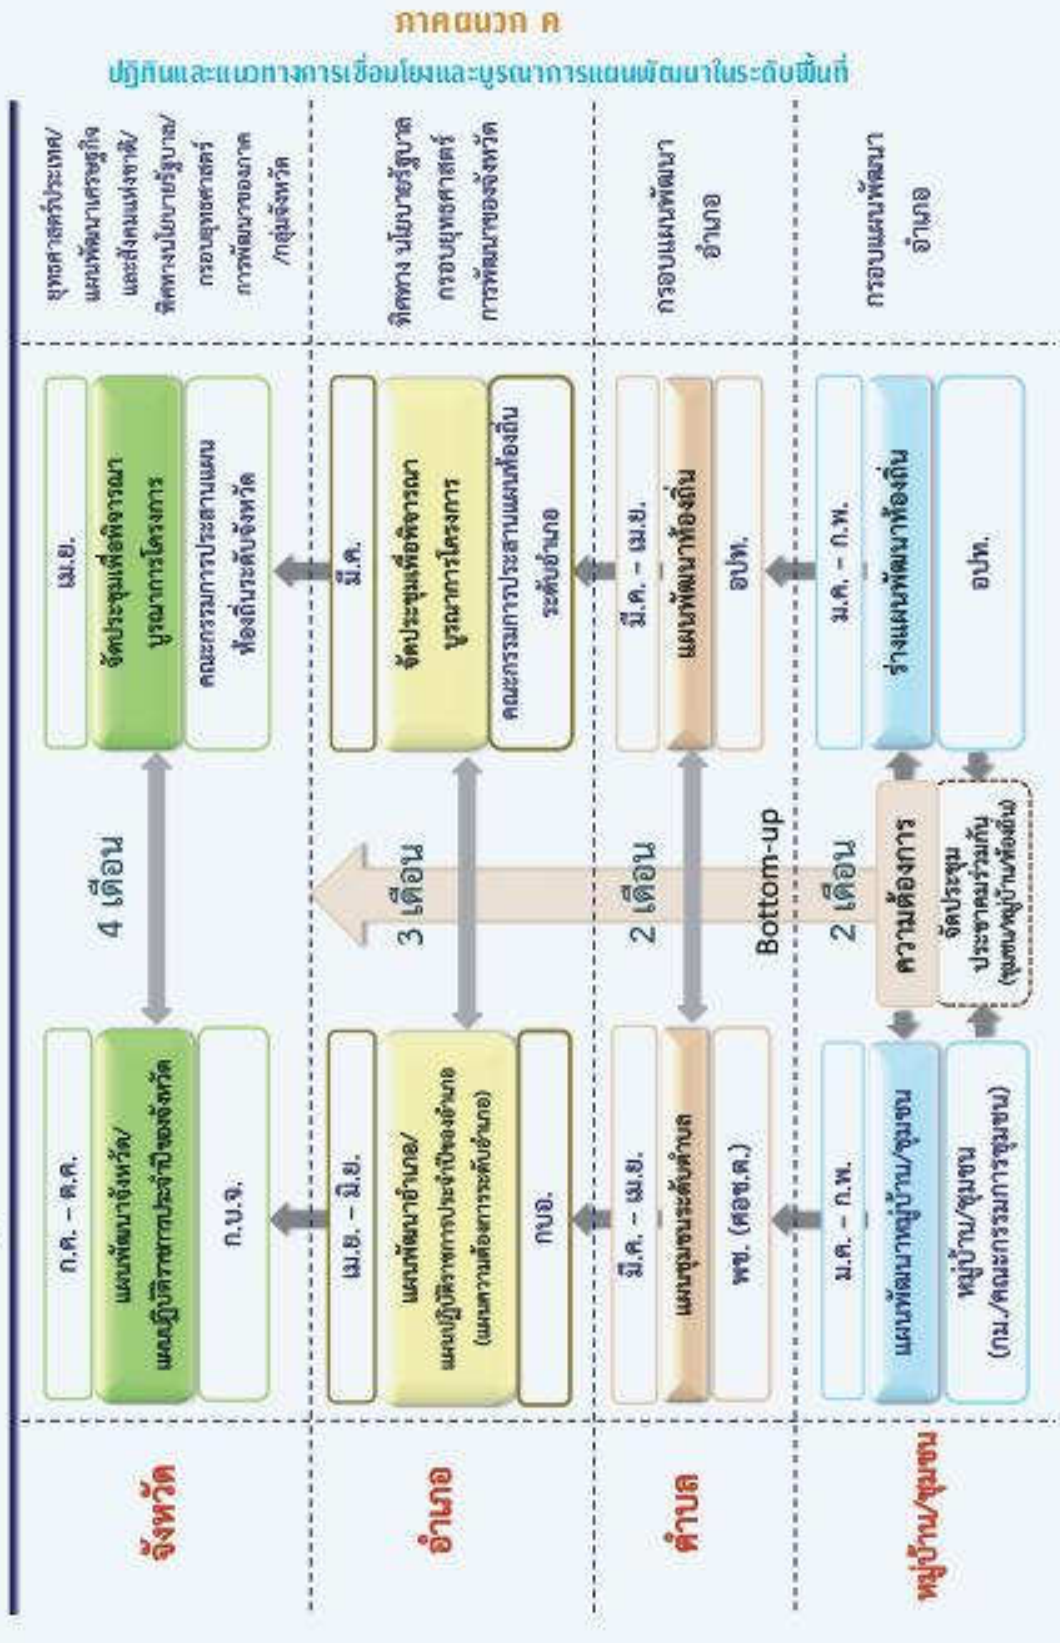 ภาคผนวก ค
ปฏิทินและแนวทางการเชื่อมโยงและบูรณาการแผนพัฒนาในระดับพื้นที่
จังหวัด
ก.ค. – ต.ค.
แผนพัฒนาจังหวัด/
แผนปฏิบัติราชการประจำปีของจังหวัด
ก.บ.จ.
4 เดือน
เม.ย.
จัดประชุมเพื่อพิจารณา
บูรณาการโครงการ
คณะกรรมการประสานแผน
ท้องถิ่นระดับจังหวัด
ยุทธศาสตร์ประเทศ/
แผนพัฒนาเศรษฐกิจ
และสังคมแห่งชาติ/
ทิศทางนโยบายรัฐบาล/
กรอบยุทธศาสตร์
การพัฒนาของภาค
/กลุ่มจังหวัด
อำเภอ
เม.ย. – มิ.ย.
แผนพัฒนาอำเภอ/
แผนปฏิบัติราชการประจำปีของอำเภอ
(แผนความต้องการระดับอำเภอ)
กบอ.
3 เดือน
มี.ค.
จัดประชุมเพื่อพิจารณา
บูรณาการโครงการ
คณะกรรมการประสานแผนท้องถิ่น
ระดับอำเภอ
ทิศทาง นโยบายรัฐบาล
กรอบยุทธศาสตร์
การพัฒนาของจังหวัด
ตำบล
มี.ค. – เม.ย.
แผนชุมชนระดับตำบล
พช. (ศอช.ต.)
2 เดือน
Bottom-up
มี.ค. – เม.ย.
แผนพัฒนาท้องถิ่น
อปท.
กรอบแผนพัฒนา
อำเภอ
หมู่บ้าน/ชุมชน
ม.ค. – ก.พ.
แผนพัฒนาหมู่บ้าน/ชุมชน
หมู่บ้าน/ชุมชน
(กม./คณะกรรมการชุมชน)
2 เดือน
ความต้องการ
จัดประชุม
ประชาคมร่วมกัน
(ชุมชน/หมู่บ้าน/ท้องถิ่น)
ม.ค. – ก.พ.
ร่างแผนพัฒนาท้องถิ่น
อปท.
กรอบแผนพัฒนา
อำเภอ